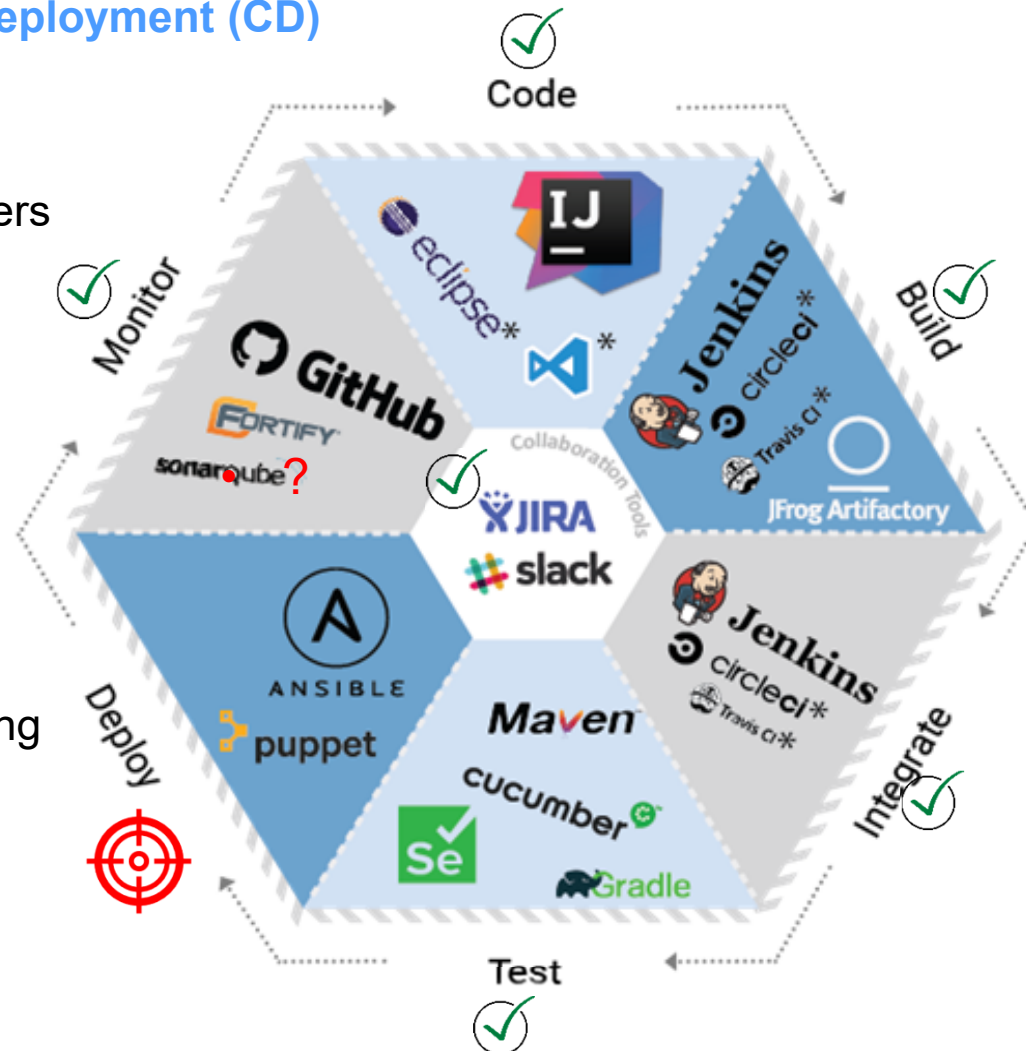 eployment (CD)
Code
ers
Monitor
Build
eclipse*
IJ
*
Jenkins
circleci*
Travis CI*
JFrog Artifactory
GitHub
FORTIFY
sonarqube ?
Collaboration Tools
JIRA
slack
Jenkins
circleci*
Travis CI*
Integrate
ANSIBLE
puppet
Deploy
ng
Maven
cucumber
Se
Gradle
Test